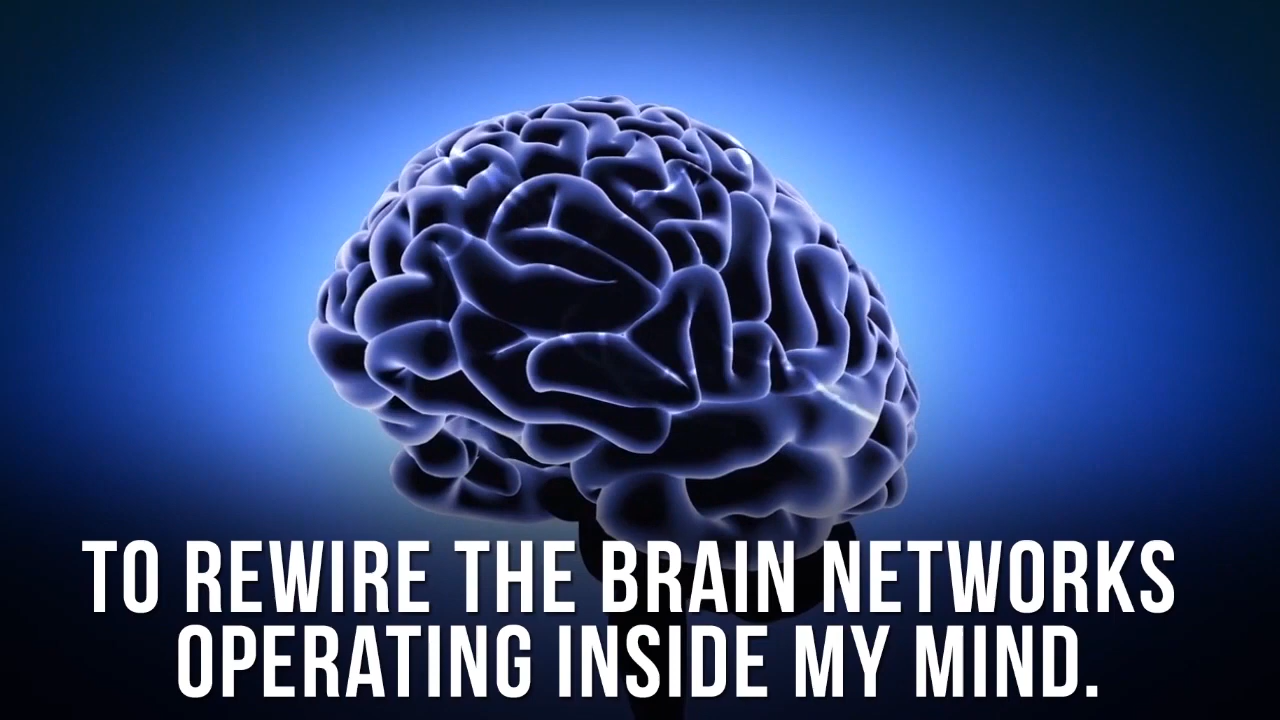 TO REWIRE THE BRAIN NETWORKS
OPERATING INSIDE MY MIND.